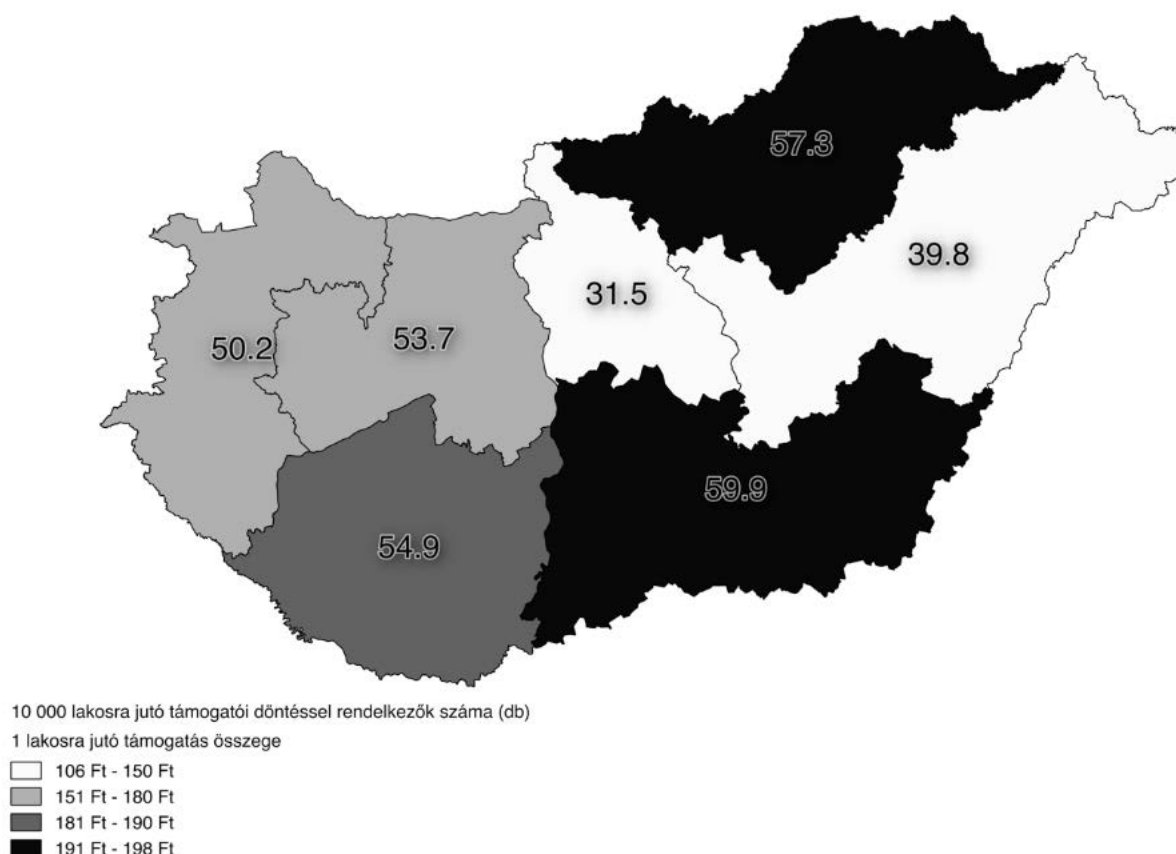 57.3
39.8
31.5
53.7
50.2
59.9
54.9
10 000 lakosra jutó támogatói döntéssel rendelkezők száma (db)
1 lakosra jutó támogatás összege
106 Ft - 150 Ft
151 Ft - 180 Ft
181 Ft - 190 Ft
191 Ft - 198 Ft